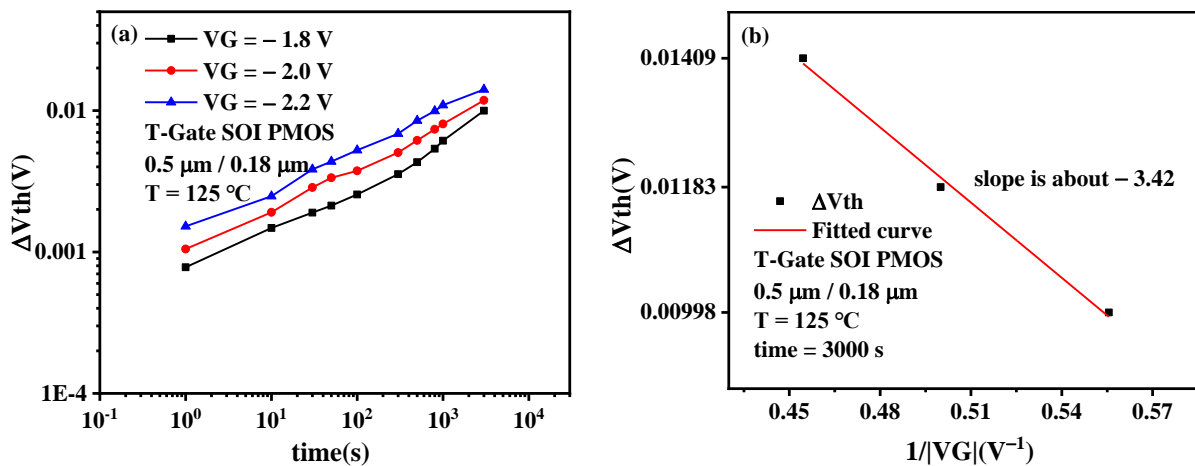 (a)
VG = − 1.8 V
VG = − 2.0 V
VG = − 2.2 V
T-Gate SOI PMOS
0.5 μm / 0.18 μm
T = 125 °C
0.01
0.001
1E-4
ΔVth(V)
10⁻¹ 10⁰ 10¹ 10² 10³ 10⁴
time(s)
(b)
0.01409
0.01183
0.00998
ΔVth(V)
slope is about − 3.42
ΔVth
Fitted curve
T-Gate SOI PMOS
0.5 μm / 0.18 μm
T = 125 °C
time = 3000 s
0.45 0.48 0.51 0.54 0.57
1/|VG|(V⁻¹)